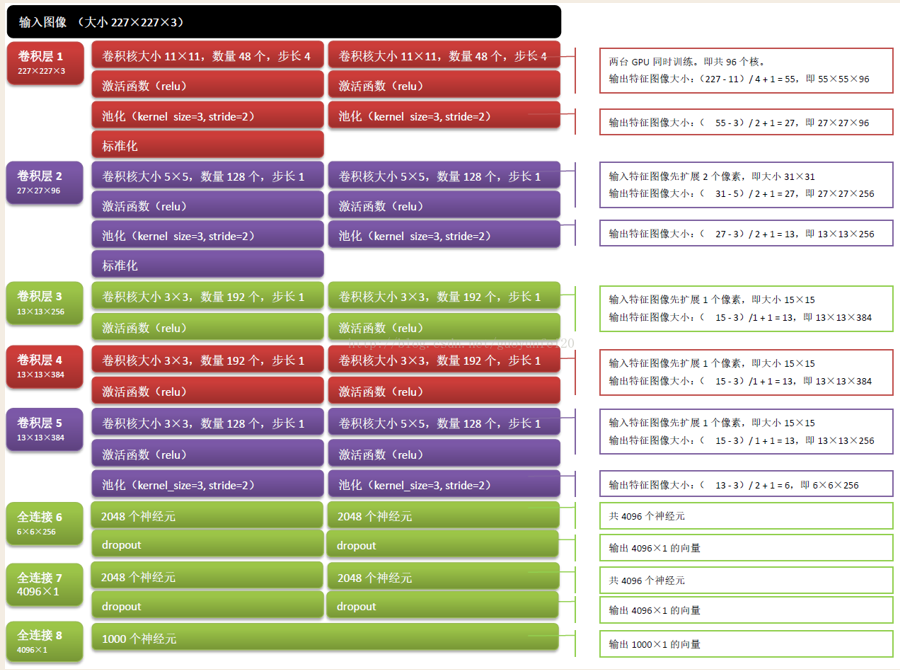 输入图像 （大小 227×227×3）
卷积层 1
227×227×3
卷积核大小 11×11，数量 48 个，步长 4
卷积核大小 11×11，数量 48 个，步长 4
两台 GPU 同时训练。即共 96 个核。
输出特征图像大小：（227 - 11）/ 4 + 1 = 55，即 55×55×96
激活函数（relu）
激活函数（relu）
池化（kernel size=3, stride=2）
池化（kernel size=3, stride=2）
输出特征图像大小：（ 55 - 3）/ 2 + 1 = 27，即 27×27×96
标准化
卷积层 2
27×27×96
卷积核大小 5×5，数量 128 个，步长 1
卷积核大小 5×5，数量 128 个，步长 1
输入特征图像先扩展 2 个像素，即大小 31×31
输出特征图像大小：（ 31 - 5）/ 2 + 1 = 27，即 27×27×256
激活函数（relu）
激活函数（relu）
池化（kernel size=3, stride=2）
池化（kernel size=3, stride=2）
输出特征图像大小：（ 27 - 3）/ 2 + 1 = 13，即 13×13×256
标准化
卷积层 3
13×13×256
卷积核大小 3×3，数量 192 个，步长 1
卷积核大小 3×3，数量 192 个，步长 1
输入特征图像先扩展 1 个像素，即大小 15×15
输出特征图像大小：（ 15 - 3）/1 + 1 = 13，即 13×13×384
激活函数（relu）
激活函数（relu）
卷积层 4
13×13×384
卷积核大小 3×3，数量 192 个，步长 1
卷积核大小 3×3，数量 192 个，步长 1
输入特征图像先扩展 1 个像素，即大小 15×15
输出特征图像大小：（ 15 - 3）/1 + 1 = 13，即 13×13×384
激活函数（relu）
激活函数（relu）
卷积层 5
13×13×384
卷积核大小 3×3，数量 128 个，步长 1
卷积核大小 5×5，数量 128 个，步长 1
输入特征图像先扩展 1 个像素，即大小 15×15
输出特征图像大小：（ 15 - 3）/ 1 + 1 = 13，即 13×13×256
激活函数（relu）
激活函数（relu）
池化（kernel_size=3, stride=2）
池化（kernel_size=3, stride=2）
输出特征图像大小：（ 13 - 3）/ 2 + 1 = 6，即 6×6×256
全连接 6
6×6×256
2048 个神经元
2048 个神经元
共 4096 个神经元
dropout
dropout
输出 4096×1 的向量
全连接 7
4096×1
2048 个神经元
2048 个神经元
共 4096 个神经元
dropout
dropout
输出 4096×1 的向量
全连接 8
4096×1
1000 个神经元
输出 1000×1 的向量